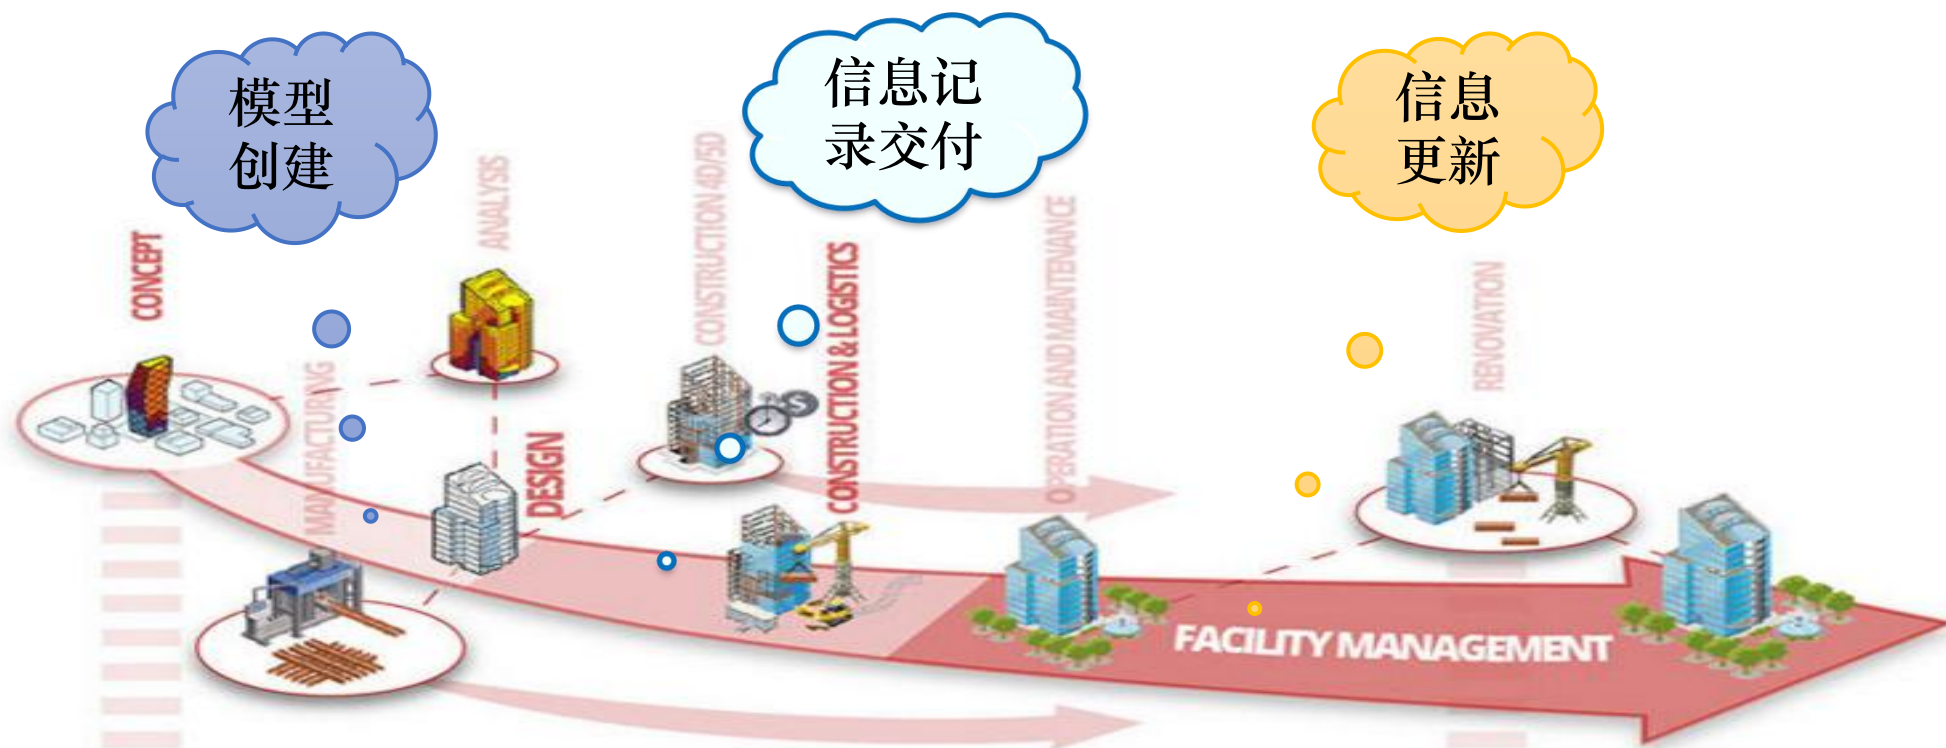 模型
创建
信息记
录交付
信息
更新
CONCEPT
MANUFACTURING
ANALYSIS
DESIGN
CONSTRUCTION 4D/5D
CONSTRUCTION & LOGISTICS
OPERATION AND MAINTENANCE
RENOVATION
FACILITY MANAGEMENT